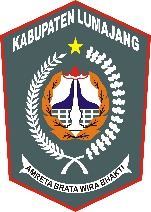 KABUPATEN LUMAJANG
AMRETA BRATA WIRA BHAKTI